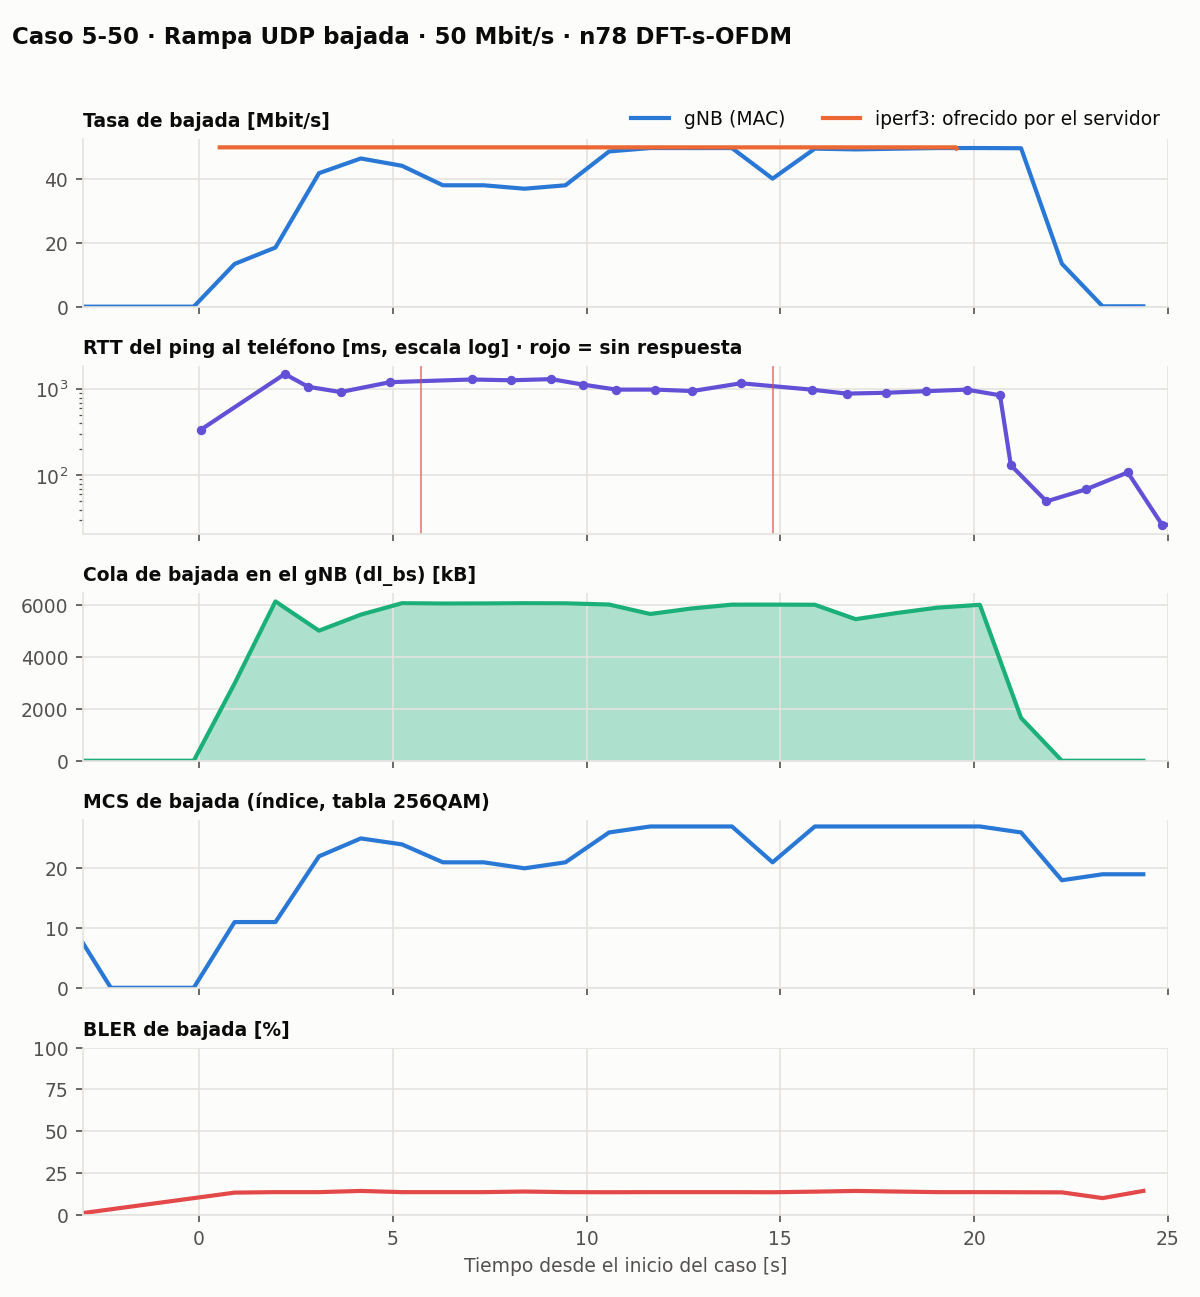 Caso 5-50 · Rampa UDP bajada · 50 Mbit/s · n78 DFT-s-OFDM
Tasa de bajada [Mbit/s]
gNB (MAC)
iperf3: ofrecido por el servidor
40
20
0
RTT del ping al teléfono [ms, escala log] · rojo = sin respuesta
10³
10²
Cola de bajada en el gNB (dl_bs) [kB]
6000
4000
2000
0
MCS de bajada (índice, tabla 256QAM)
20
10
0
BLER de bajada [%]
100
75
50
25
0
0 5 10 15 20 25
Tiempo desde el inicio del caso [s]